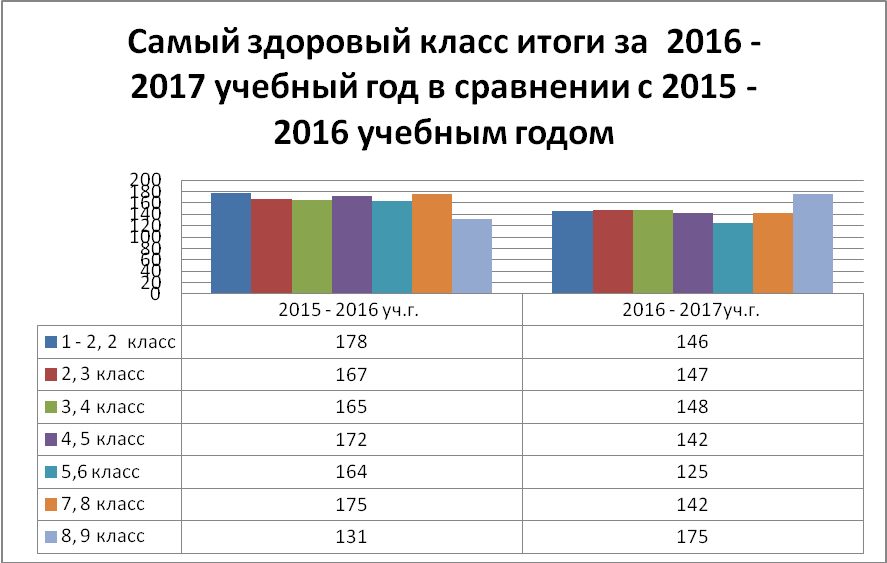 Самый здоровый класс итоги за 2016 -
2017 учебный год в сравнении с 2015 -
2016 учебным годом
200
180
160
140
120
100
80
60
40
20
0
2015 - 2016 уч.г. 2016 - 2017уч.г.
1 - 2, 2 класс 178 146
2, 3 класс 167 147
3, 4 класс 165 148
4, 5 класс 172 142
5,6 класс 164 125
7, 8 класс 175 142
8, 9 класс 131 175